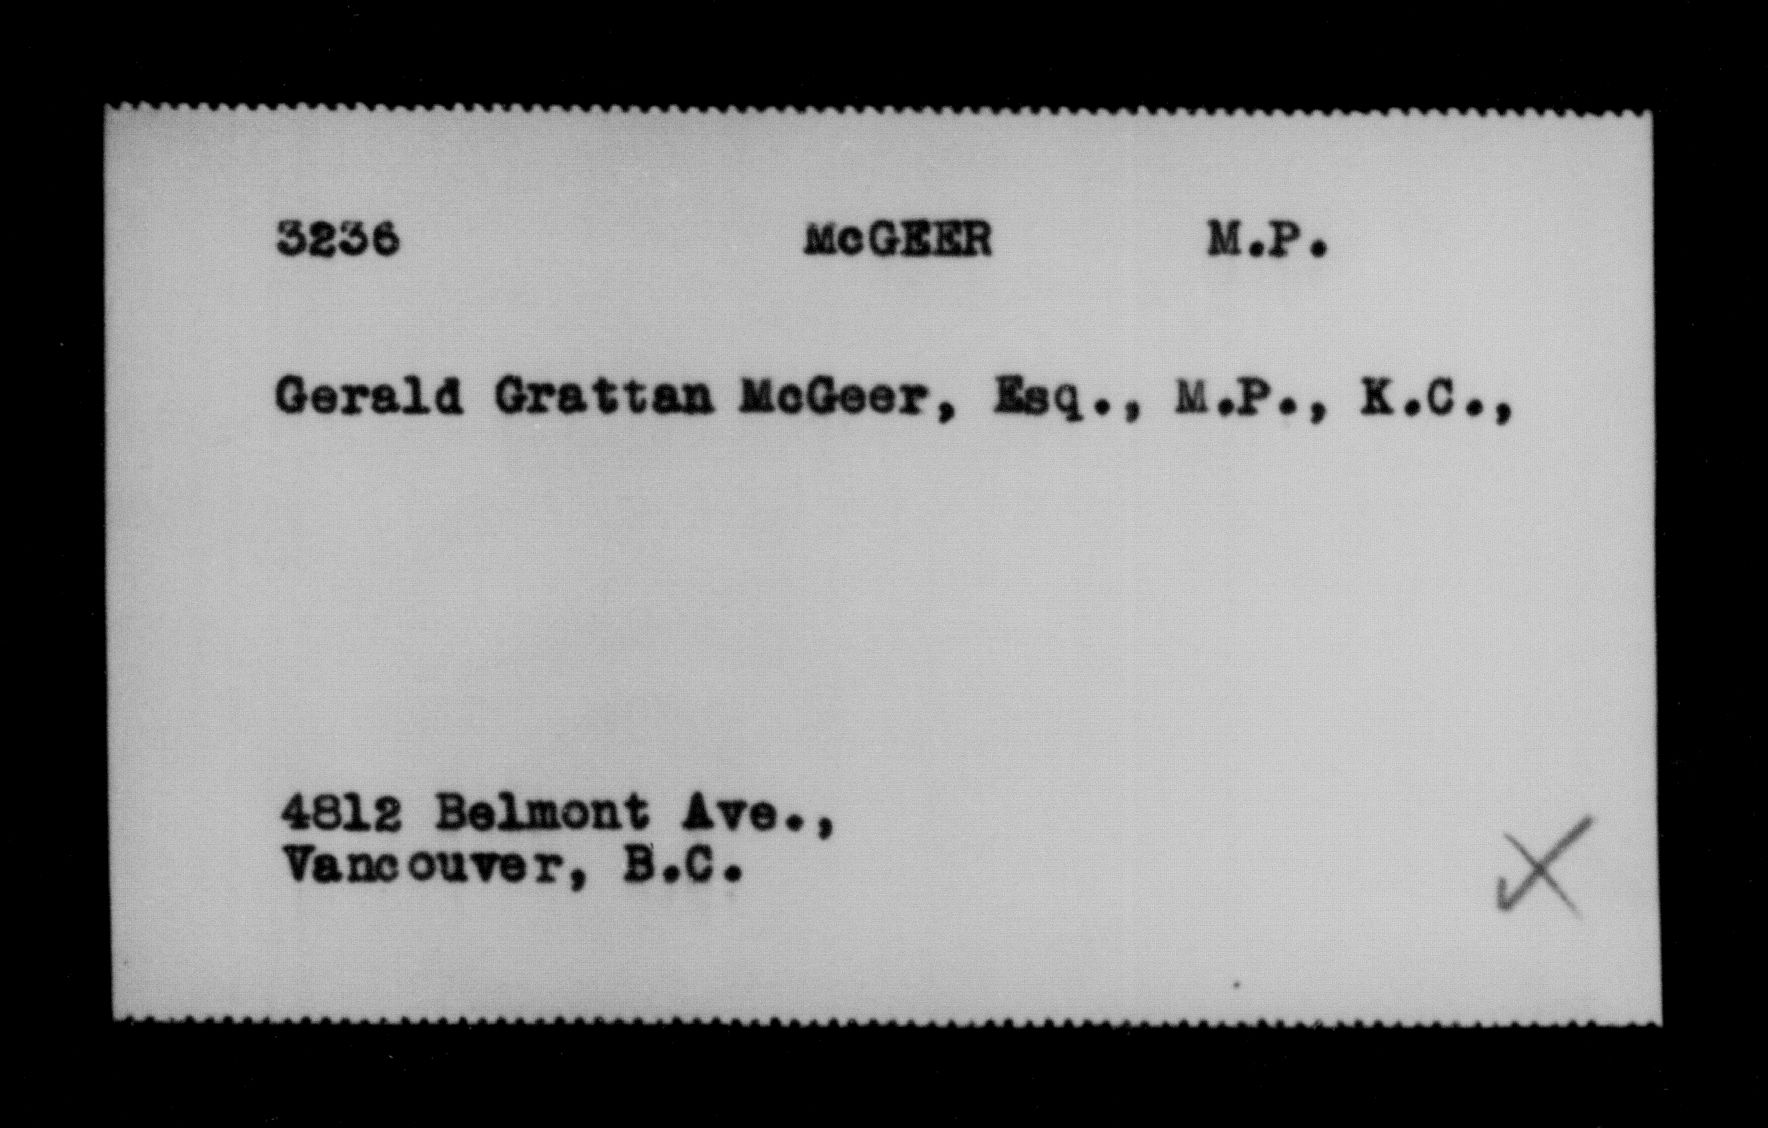 3236 McGEER M.P.
Gerald Grattan McGeer, Esq., M.P., K.C.,
4812 Belmont Ave.,
Vancouver, B.C.